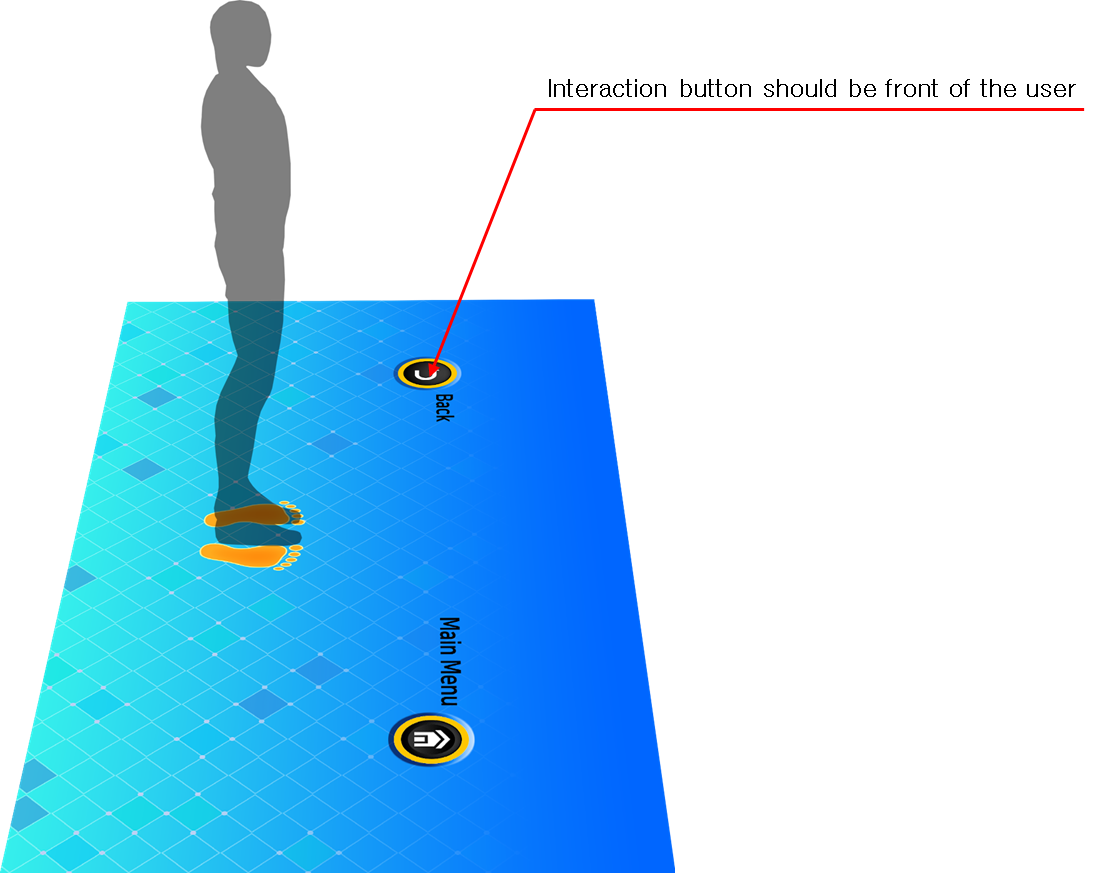 Interaction button should be front of the user
Back
Main Menu